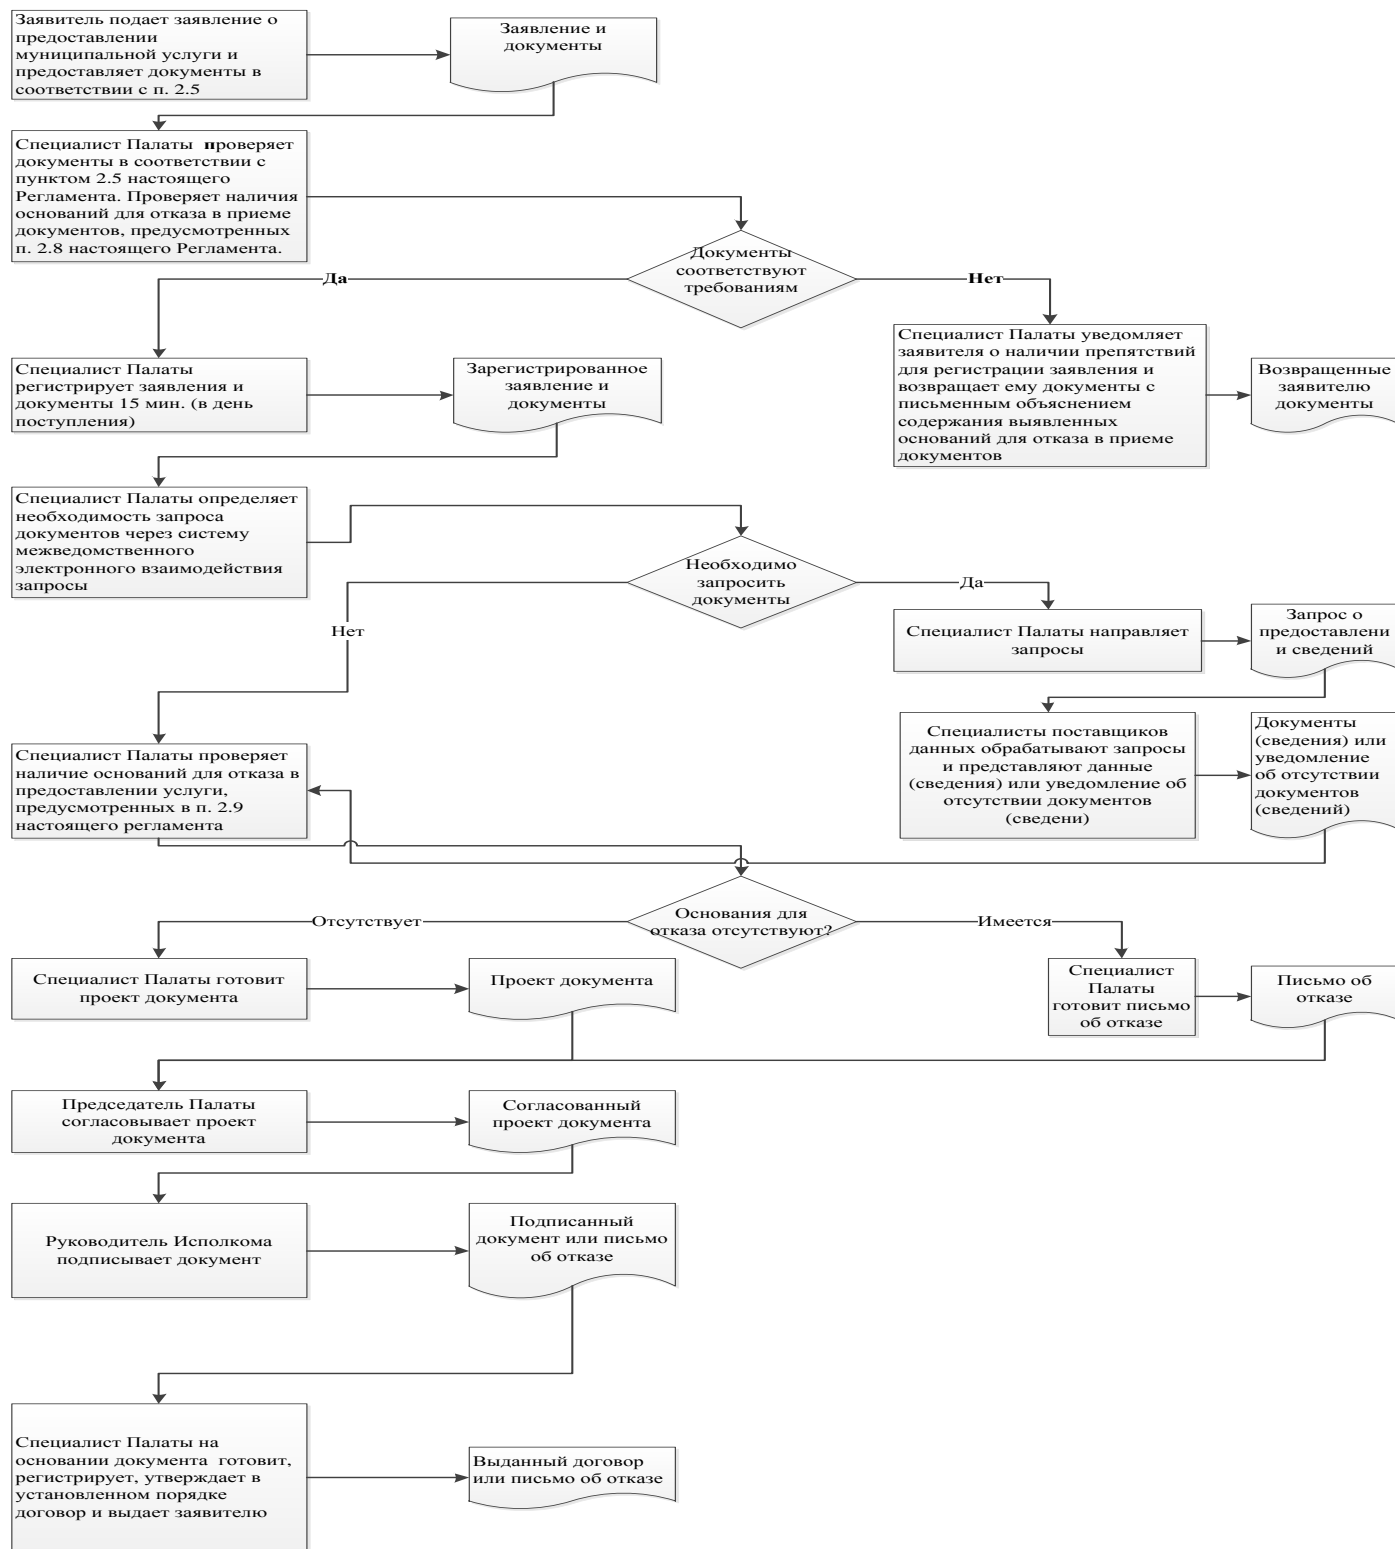 Заявитель подает заявление о
предоставлении
муниципальной услуги и
предоставляет документы в
соответствии с п. 2.5
Заявление и
документы
Специалист Палаты проверяет
документы в соответствии с
пунктом 2.5 настоящего
Регламента. Проверяет наличия
оснований для отказа в приеме
документов, предусмотренных
п. 2.8 настоящего Регламента.
Документы
соответствуют
требованиям
Да
Нет
Специалист Палаты
регистрирует заявления и
документы 15 мин. (в день
поступления)
Зарегистрированное
заявление и
документы
Специалист Палаты уведомляет
заявителя о наличии препятствий
для регистрации заявления и
возвращает ему документы с
письменным объяснением
содержания выявленных
оснований для отказа в приеме
документов
Возвращенные
заявителю
документы
Специалист Палаты определяет
необходимость запроса
документов через систему
межведомственного
электронного взаимодействия
запросы
Необходимо
запросить
документы
Да
Нет
Специалист Палаты направляет
запросы
Запрос о
предоставлени
и сведений
Специалист Палаты проверяет
наличие оснований для отказа в
предоставлении услуги,
предусмотренных в п. 2.9
настоящего регламента
Специалисты поставщиков
данных обрабатывают запросы
и представляют данные
(сведения) или уведомление об
отсутствии документов
(сведени)
Документы
(сведения) или
уведомление
об отсутствии
документов
(сведений)
Основания для
отказа отсутствуют?
Отсутствует
Имеется
Специалист Палаты готовит
проект документа
Проект документа
Специалист
Палаты
готовит письмо
об отказе
Письмо об
отказе
Председатель Палаты
согласовывает проект
документа
Согласованный
проект документа
Руководитель Исполкома
подписывает документ
Подписанный
документ или письмо
об отказе
Специалист Палаты на
основании документа готовит,
регистрирует, утверждает в
установленном порядке
договор и выдает заявителю
Выданный договор
или письмо об отказе